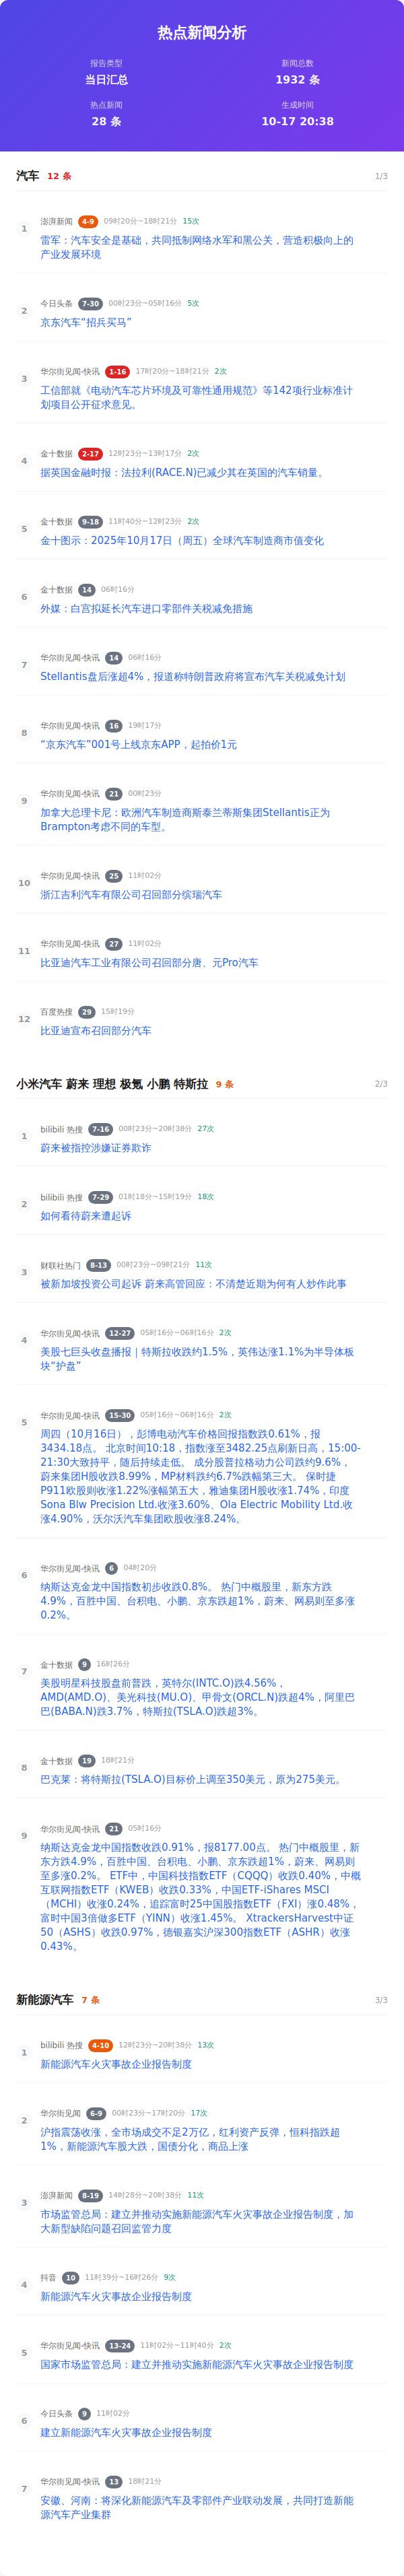 热点新闻分析
报告类型
新闻总数
当日汇总
1932 条
热点新闻
生成时间
28 条
10-17 20:38
汽车 12 条 1/3
1
澎湃新闻 4-9 09时20分~18时21分 15次
雷军：汽车安全是基础，共同抵制网络水军和黑公关，营造积极向上的
产业发展环境
2
今日头条 7-30 00时23分~05时16分 5次
京东汽车“招兵买马”
3
华尔街见闻-快讯 1-16 17时20分~18时21分 2次
工信部就《电动汽车芯片环境及可靠性通用规范》等142项行业标准计
划项目公开征求意见。
4
金十数据 2-17 12时23分~13时17分 2次
据英国金融时报：法拉利(RACE.N)已减少其在英国的汽车销量。
5
金十数据 9-18 11时40分~12时23分 2次
金十图示：2025年10月17日（周五）全球汽车制造商市值变化
6
金十数据 14 06时16分
外媒：白宫拟延长汽车进口零部件关税减免措施
7
华尔街见闻-快讯 14 06时16分
Stellantis盘后涨超4%，报道称特朗普政府将宣布汽车关税减免计划
8
华尔街见闻-快讯 16 19时17分
“京东汽车”001号上线京东APP，起拍价1元
9
华尔街见闻-快讯 21 00时23分
加拿大总理卡尼：欧洲汽车制造商斯泰兰蒂斯集团Stellantis正为
Brampton考虑不同的车型。
10
华尔街见闻-快讯 25 11时02分
浙江吉利汽车有限公司召回部分缤瑞汽车
11
华尔街见闻-快讯 27 11时02分
比亚迪汽车工业有限公司召回部分唐、元Pro汽车
12
百度热搜 29 15时19分
比亚迪宣布召回部分汽车
小米汽车 蔚来 理想 极氪 小鹏 特斯拉 9 条 2/3
1
bilibili 热搜 7-16 00时23分~20时38分 27次
蔚来被指控涉嫌证券欺诈
2
bilibili 热搜 7-29 01时18分~15时19分 18次
如何看待蔚来遭起诉
3
财联社热门 8-13 00时23分~09时21分 11次
被新加坡投资公司起诉 蔚来高管回应：不清楚近期为何有人炒作此事
4
华尔街见闻-快讯 12-27 05时16分~06时16分 2次
美股七巨头收盘播报｜特斯拉收跌约1.5%，英伟达涨1.1%为半导体板
块“护盘”
5
华尔街见闻-快讯 15-30 05时16分~06时16分 2次
周四（10月16日），彭博电动汽车价格回报指数跌0.61%，报
3434.18点。 北京时间10:18，指数涨至3482.25点刷新日高，15:00-
21:30大致持平，随后持续走低。 成分股普拉格动力公司跌约9.6%，
蔚来集团H股收跌8.99%，MP材料跌约6.7%跌幅第三大。 保时捷
P911欧股则收涨1.22%涨幅第五大，雅迪集团H股收涨1.74%，印度
Sona Blw Precision Ltd.收涨3.60%、Ola Electric Mobility Ltd.收
涨4.90%，沃尔沃汽车集团欧股收涨8.24%。
6
华尔街见闻-快讯 6 04时20分
纳斯达克金龙中国指数初步收跌0.8%。 热门中概股里，新东方跌
4.9%，百胜中国、台积电、小鹏、京东跌超1%，蔚来、网易则至多涨
0.2%。
7
金十数据 9 16时26分
美股明星科技股盘前普跌，英特尔(INTC.O)跌4.56%，
AMD(AMD.O)、美光科技(MU.O)、甲骨文(ORCL.N)跌超4%，阿里巴
巴(BABA.N)跌3.7%，特斯拉(TSLA.O)跌超3%。
8
金十数据 19 18时21分
巴克莱：将特斯拉(TSLA.O)目标价上调至350美元，原为275美元。
9
华尔街见闻-快讯 21 05时16分
纳斯达克金龙中国指数收跌0.91%，报8177.00点。 热门中概股里，新
东方跌4.9%，百胜中国、台积电、小鹏、京东跌超1%，蔚来、网易则
至多涨0.2%。 ETF中，中国科技指数ETF（CQQQ）收跌0.40%，中概
互联网指数ETF（KWEB）收跌0.33%，中国ETF-iShares MSCI
（MCHI）收涨0.24%，追踪富时25中国股指数ETF（FXI）涨0.48%，
富时中国3倍做多ETF（YINN）收涨1.45%。 XtrackersHarvest中证
50（ASHS）收跌0.97%，德银嘉实沪深300指数ETF（ASHR）收涨
0.43%。
新能源汽车 7 条 3/3
1
bilibili 热搜 4-10 12时23分~20时38分 13次
新能源汽车火灾事故企业报告制度
2
华尔街见闻 6-9 00时23分~17时20分 17次
沪指震荡收涨，全市场成交不足2万亿，红利资产反弹，恒科指跌超
1%，新能源汽车股大跌，国债分化，商品上涨
3
澎湃新闻 8-19 14时28分~20时38分 11次
市场监管总局：建立并推动实施新能源汽车火灾事故企业报告制度，加
大新型缺陷问题召回监管力度
4
抖音 10 11时39分~16时26分 9次
新能源汽车火灾事故企业报告制度
5
华尔街见闻-快讯 13-24 11时02分~11时40分 2次
国家市场监管总局：建立并推动实施新能源汽车火灾事故企业报告制度
6
今日头条 9 11时02分
建立新能源汽车火灾事故企业报告制度
7
华尔街见闻-快讯 13 18时21分
安徽、河南：将深化新能源汽车及零部件产业联动发展，共同打造新能
源汽车产业集群